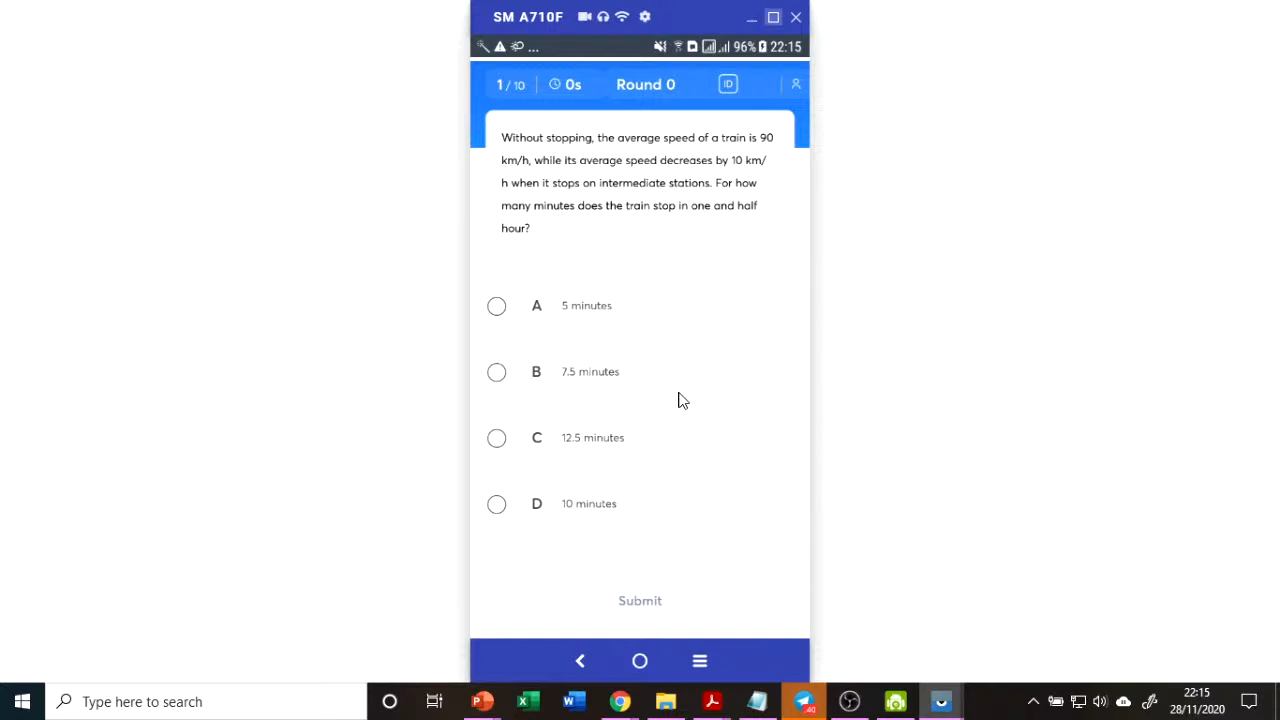 SM A710F
... 96% 22:15
1 / 10 0s Round 0 ID
Without stopping, the average speed of a train is 90
km/h, while its average speed decreases by 10 km/
h when it stops on intermediate stations. For how
many minutes does the train stop in one and half
hour?
A 5 minutes
B 7.5 minutes
C 12.5 minutes
D 10 minutes
Submit
Type here to search
22:15
28/11/2020